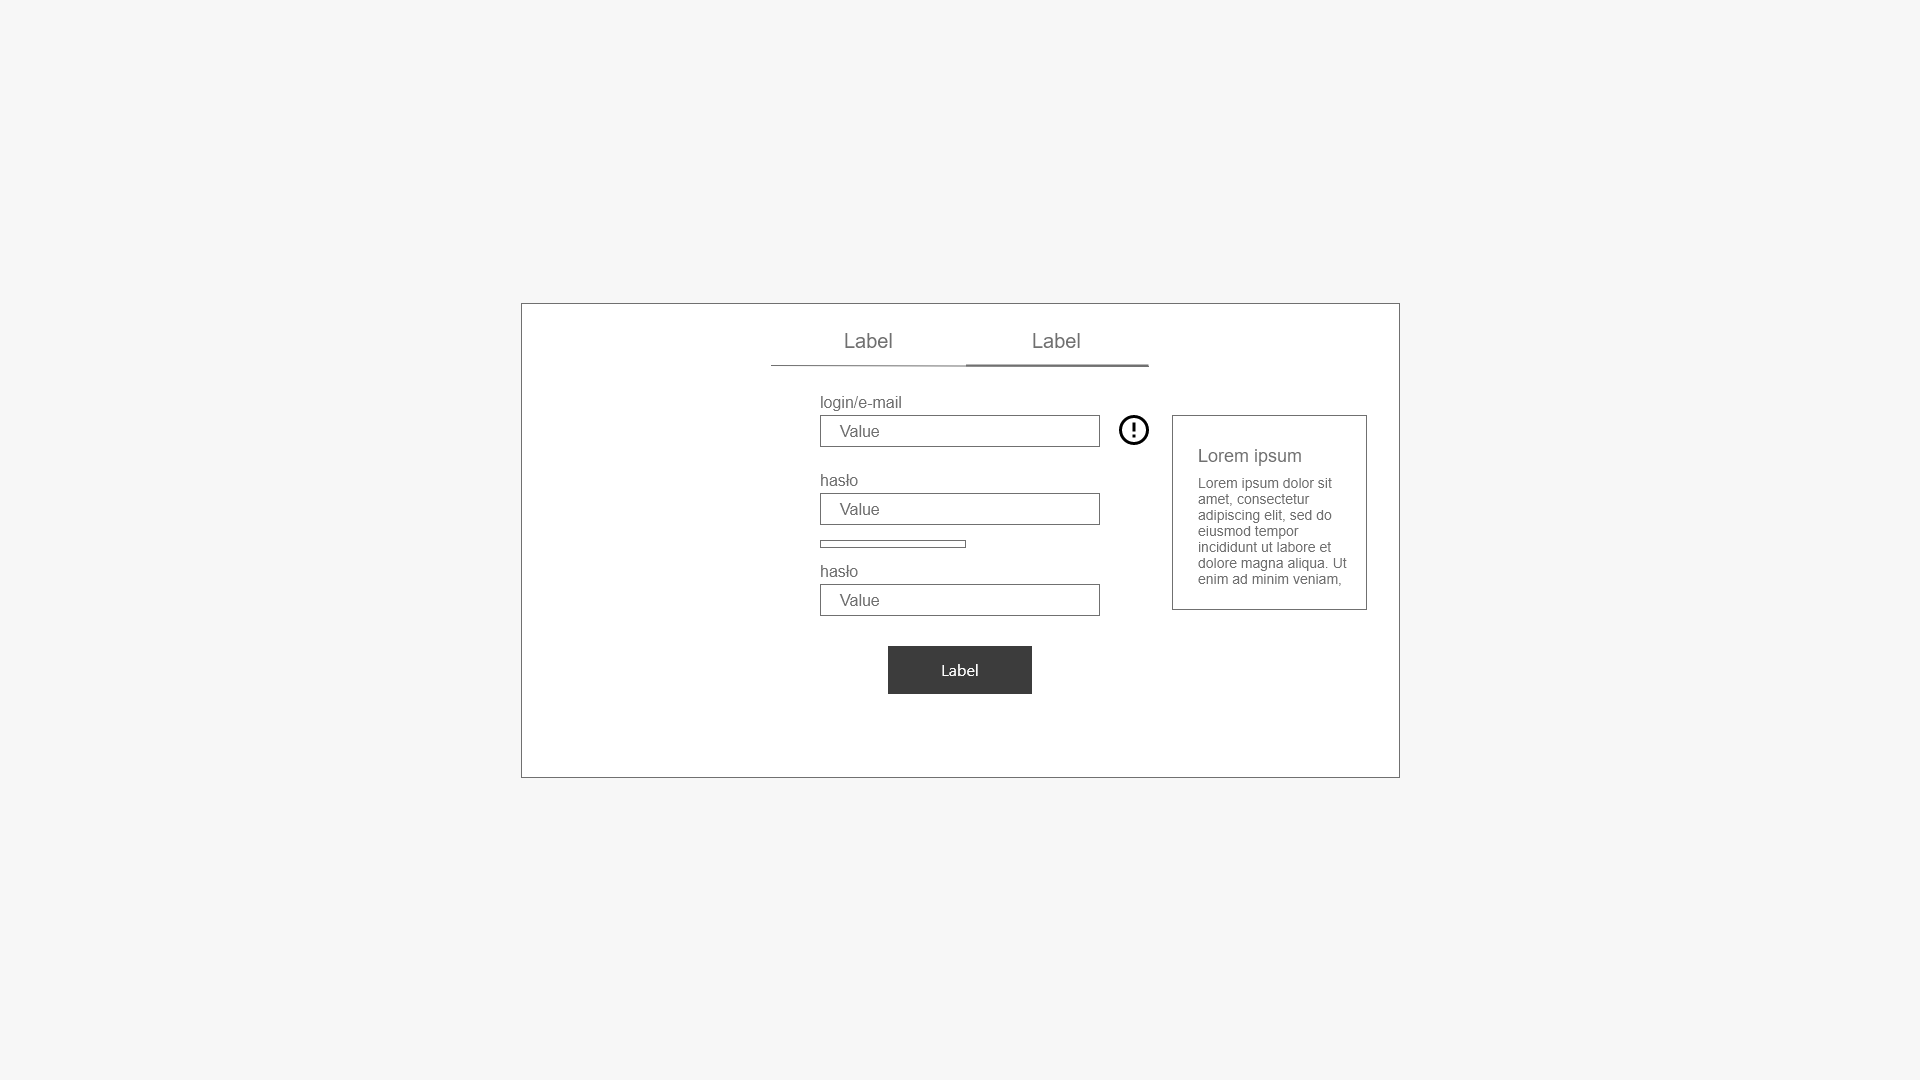 Label
Label
login/e-mail
Value
hasło
Value
hasło
Value
Label
Lorem ipsum
Lorem ipsum dolor sit
amet, consectetur
adipiscing elit, sed do
eiusmod tempor
incididunt ut labore et
dolore magna aliqua. Ut
enim ad minim veniam,